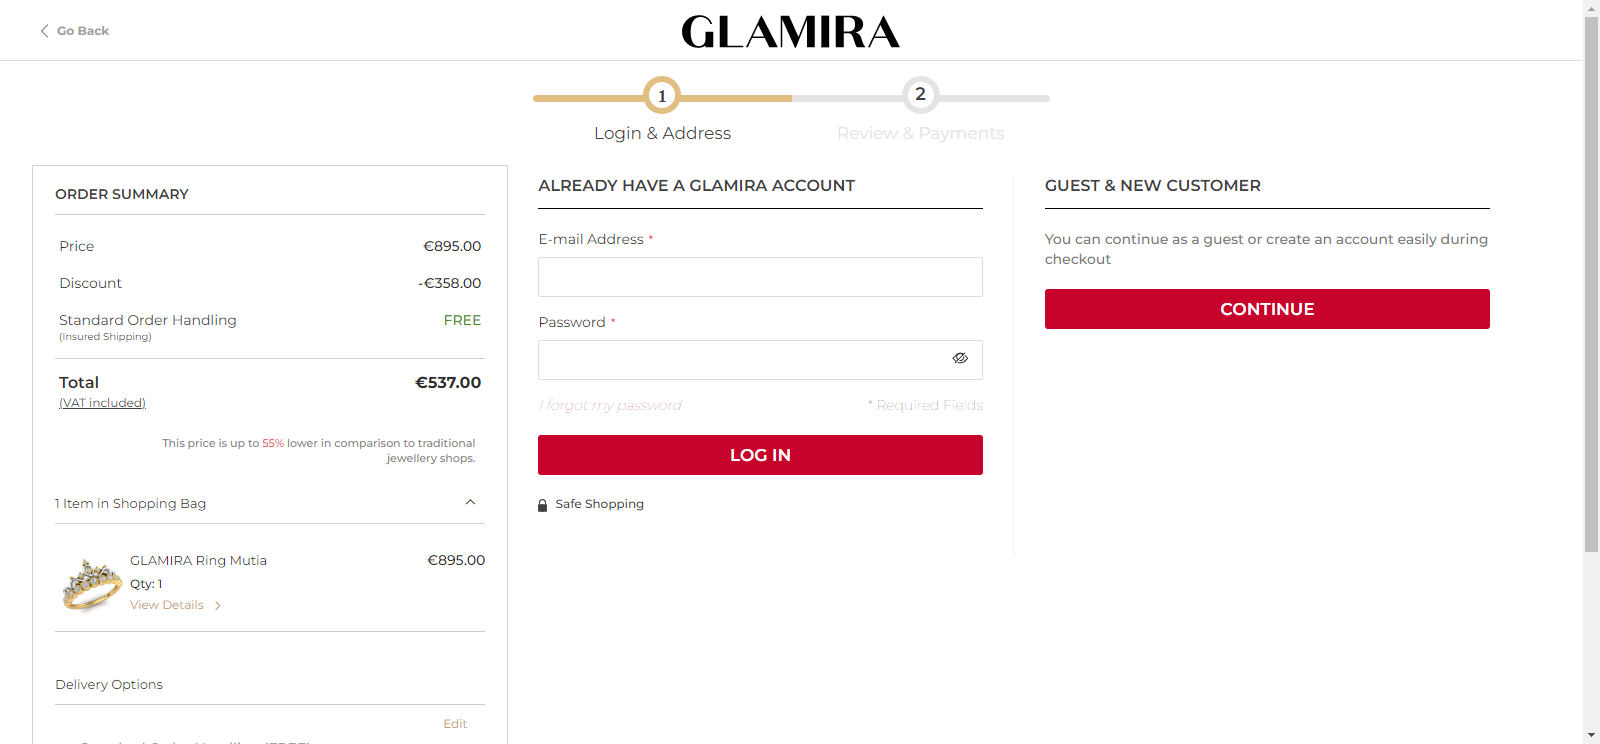 Go Back
GLAMIRA
1
2
Login & Address
Review & Payments
ORDER SUMMARY
Price €895.00
Discount -€358.00
Standard Order Handling FREE
(Insured Shipping)
Total €537.00
(VAT included)
This price is up to 55% lower in comparison to traditional
jewellery shops.
1 Item in Shopping Bag
GLAMIRA Ring Mutia €895.00
Qty: 1
View Details
Delivery Options
Edit
ALREADY HAVE A GLAMIRA ACCOUNT
E-mail Address *
Password *
I forgot my password * Required Fields
LOG IN
Safe Shopping
GUEST & NEW CUSTOMER
You can continue as a guest or create an account easily during
checkout
CONTINUE